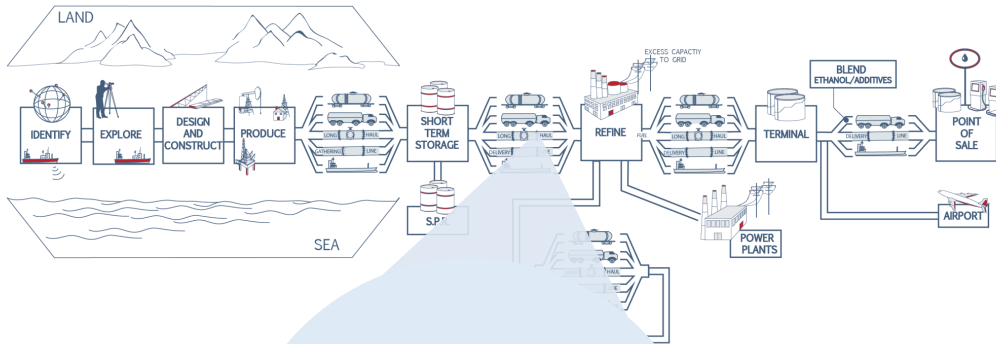 LAND
EXCESS CAPACTIY
TO GRID
BLEND
ETHANOL/ADDITIVES
IDENTIFY
EXPLORE
DESIGN
AND
CONSTRUCT
PRODUCE
LONG HAUL
GATHERING LINE
SHORT
TERM
STORAGE
LONG HAUL
DELIVERY LINE
REFINE
FUEL
LONG HAUL
DELIVERY LINE
TERMINAL
DELIVERY LINE
POINT
OF
SALE
AIRPORT
POWER
PLANTS
SEA
HAUL